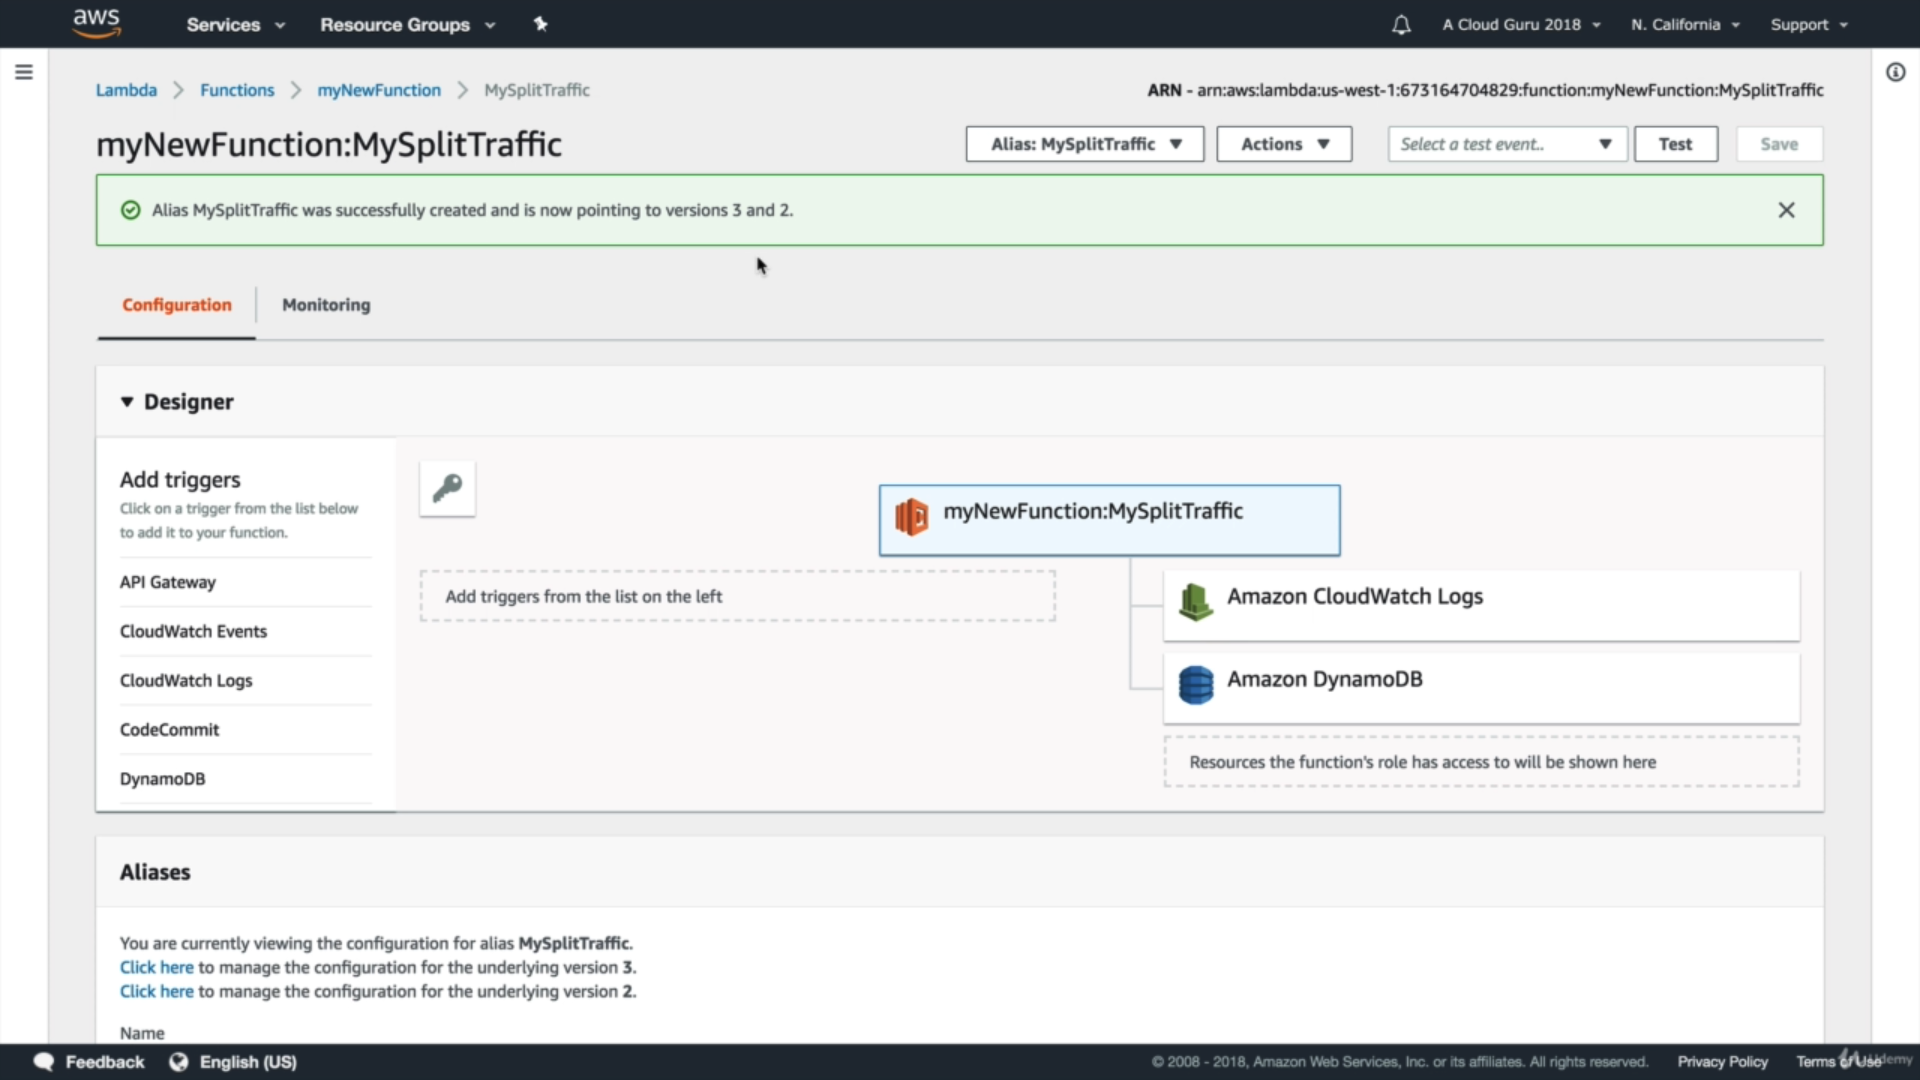 aws
Services
Resource Groups
A Cloud Guru 2018
N. California
Support
Lambda
Functions
myNewFunction
MySplitTraffic
ARN - arn:aws:lambda:us-west-1:673164704829:function:myNewFunction:MySplitTraffic
myNewFunction:MySplitTraffic
Alias: MySplitTraffic
Actions
Select a test event..
Test
Save
Alias MySplitTraffic was successfully created and is now pointing to versions 3 and 2.
Configuration
Monitoring
Designer
Add triggers
Click on a trigger from the list below
to add it to your function.
API Gateway
CloudWatch Events
CloudWatch Logs
CodeCommit
DynamoDB
myNewFunction:MySplitTraffic
Add triggers from the list on the left
Amazon CloudWatch Logs
Amazon DynamoDB
Resources the function's role has access to will be shown here
Aliases
You are currently viewing the configuration for alias MySplitTraffic.
Click here to manage the configuration for the underlying version 3.
Click here to manage the configuration for the underlying version 2.
Name
Feedback
English (US)
© 2008 - 2018, Amazon Web Services, Inc. or its affiliates. All rights reserved.
Privacy Policy
Terms of Use